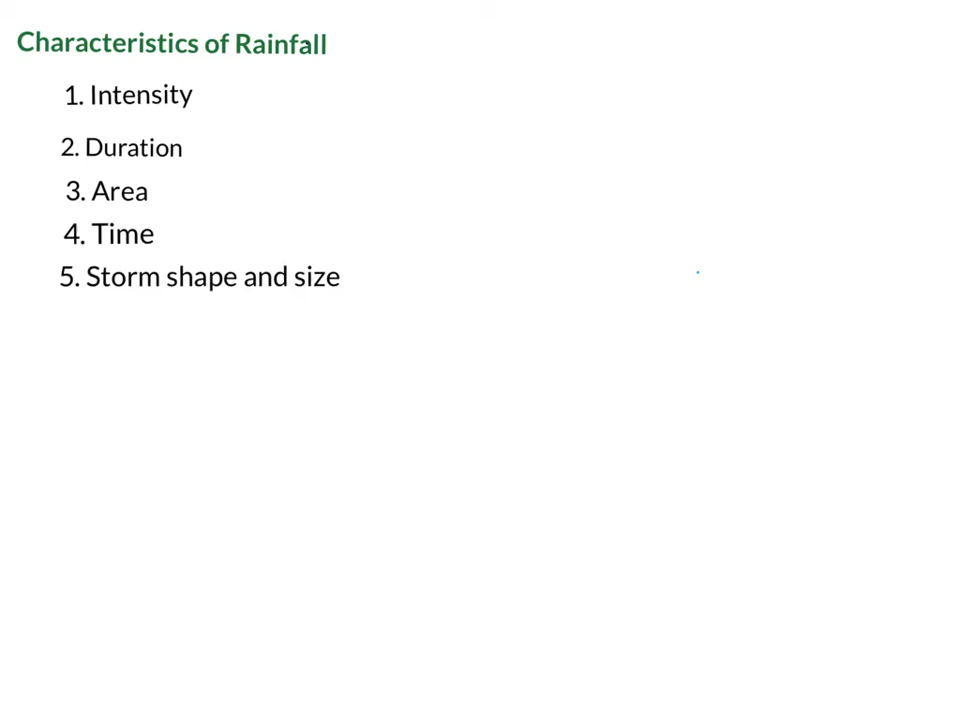 Characteristics of Rainfall
1. Intensity
2. Duration
3. Area
4. Time
5. Storm shape and size